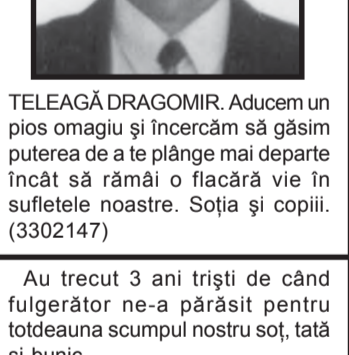 TELEAGĂ DRAGOMIR. Aducem un
pios omagiu şi încercăm să găsim
puterea de a te plânge mai departe
încât să rămâi o flacără vie în
sufletele noastre. Soţia şi copiii.
(3302147)
Au trecut 3 ani trişti de când
fulgerător ne-a părăsit pentru
totdeauna scumpul nostru soţ, tată
şi bunic